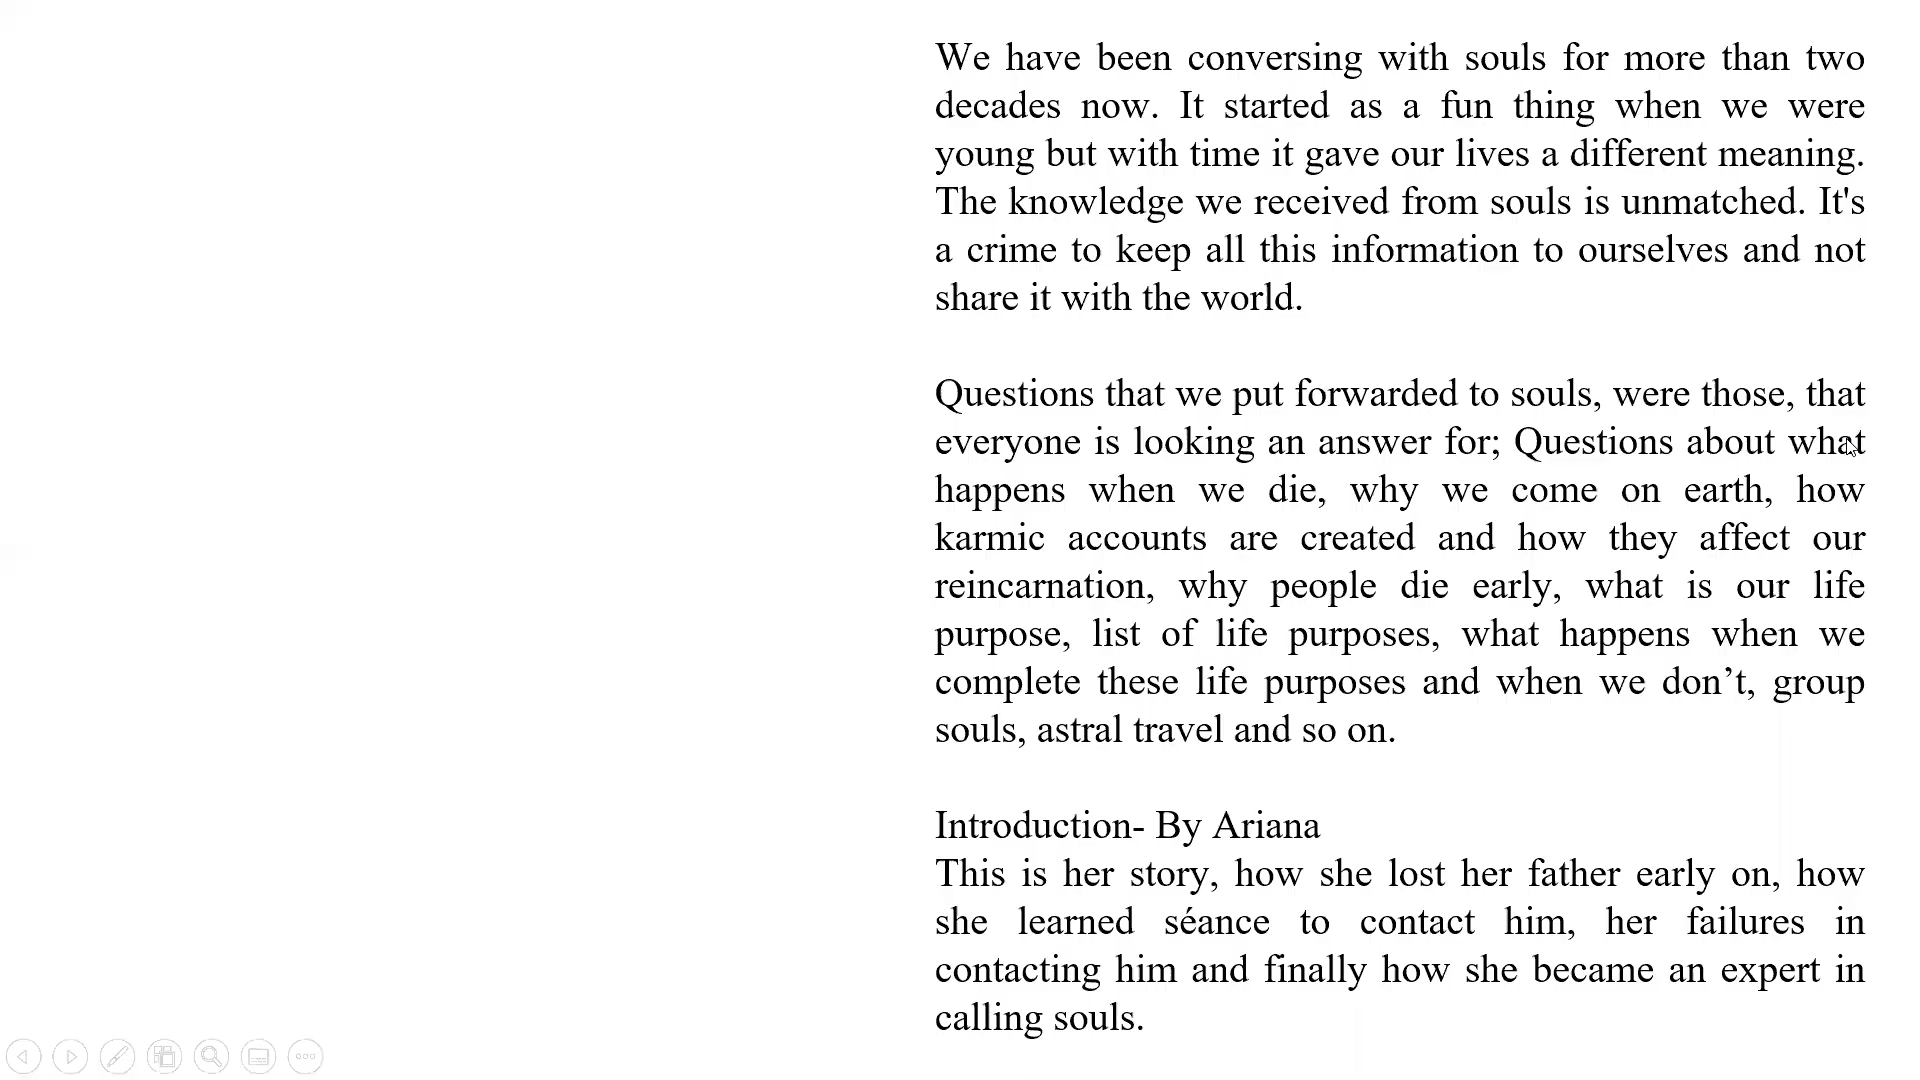 We have been conversing with souls for more than two
decades now. It started as a fun thing when we were
young but with time it gave our lives a different meaning.
The knowledge we received from souls is unmatched. It's
a crime to keep all this information to ourselves and not
share it with the world.
Questions that we put forwarded to souls, were those, that
everyone is looking an answer for; Questions about what
happens when we die, why we come on earth, how
karmic accounts are created and how they affect our
reincarnation, why people die early, what is our life
purpose, list of life purposes, what happens when we
complete these life purposes and when we don’t, group
souls, astral travel and so on.
Introduction- By Ariana
This is her story, how she lost her father early on, how
she learned séance to contact him, her failures in
contacting him and finally how she became an expert in
calling souls.